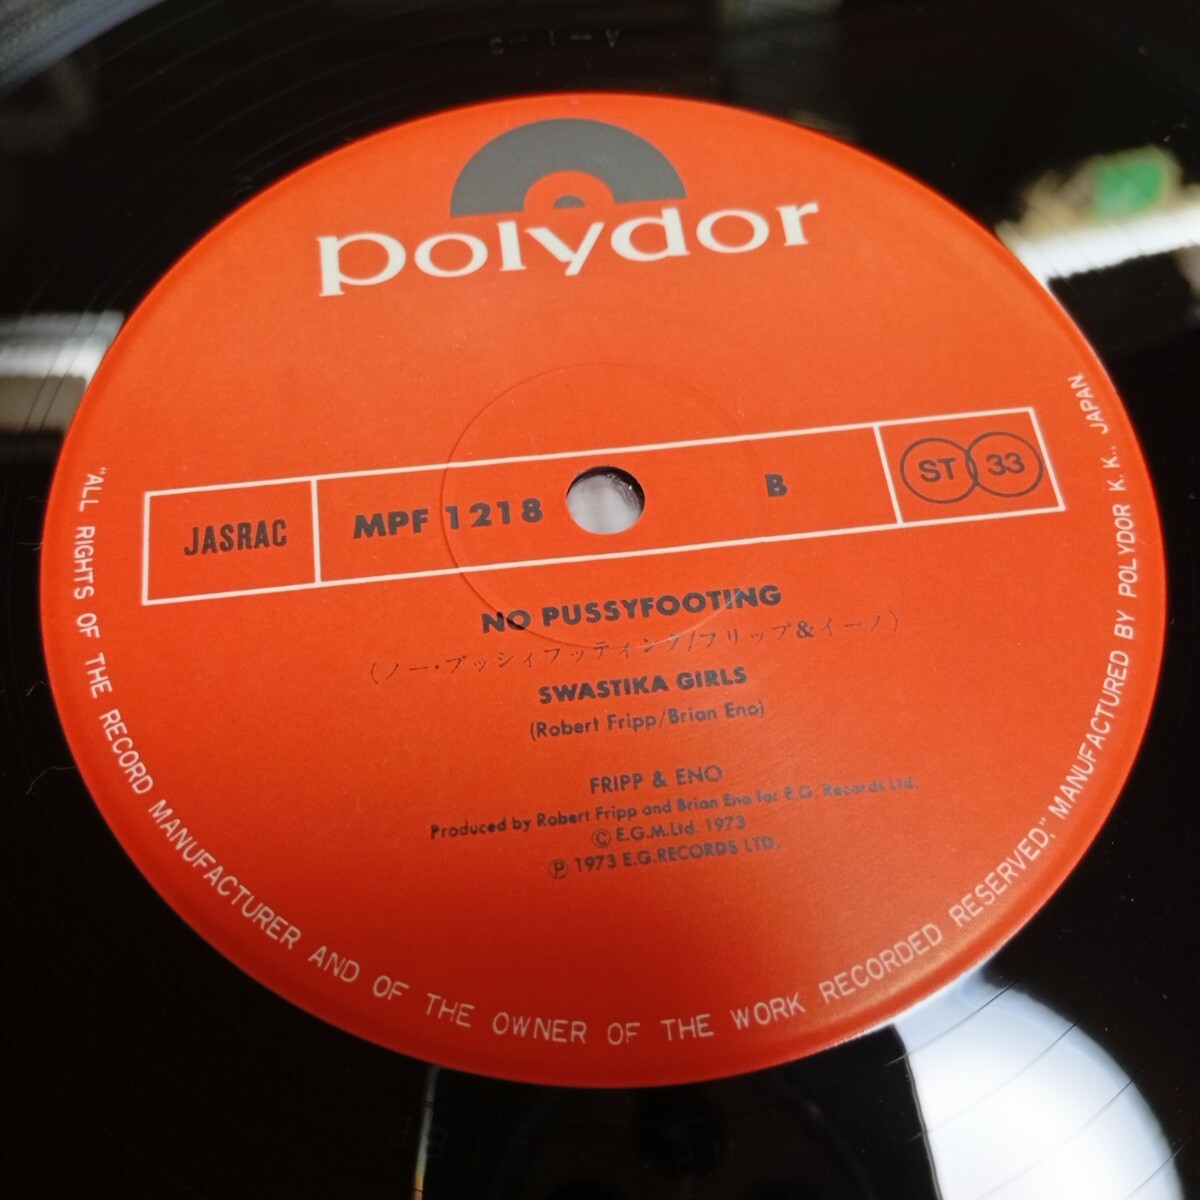 polydor
JASRAC
MPF 1218
B
ST 33
NO PUSSYFOOTING
(ノー・プッシィフッティング/フリップ&イーノ)
SWASTIKA GIRLS
(Robert Fripp/Brian Eno)
FRIPP & ENO
Produced by Robert Fripp and Brian Eno for E.G. Records Ltd.
© E.G.M.Ltd. 1973
℗ 1973 E.G.RECORDS LTD.
"ALL RIGHTS OF THE RECORD MANUFACTURER AND OF THE OWNER OF THE WORK RECORDED RESERVED." MANUFACTURED BY POLYDOR K.K., JAPAN